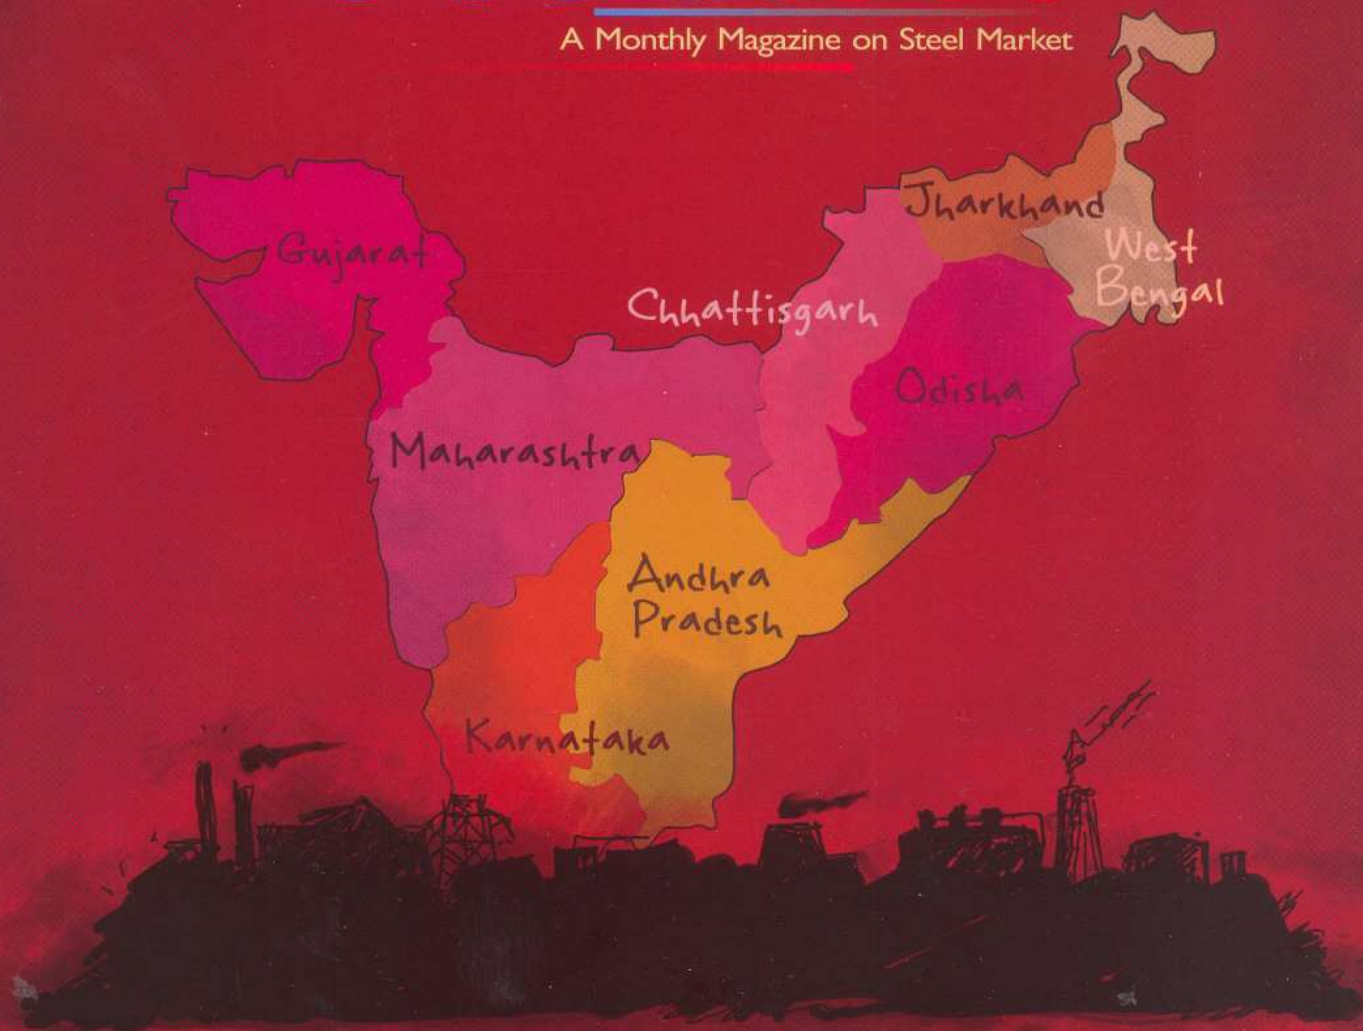 A Monthly Magazine on Steel Market
Jharkhand
West
Bengal
Gujarat
Chhattisgarh
Odisha
Maharashtra
Andhra
Pradesh
Karnataka